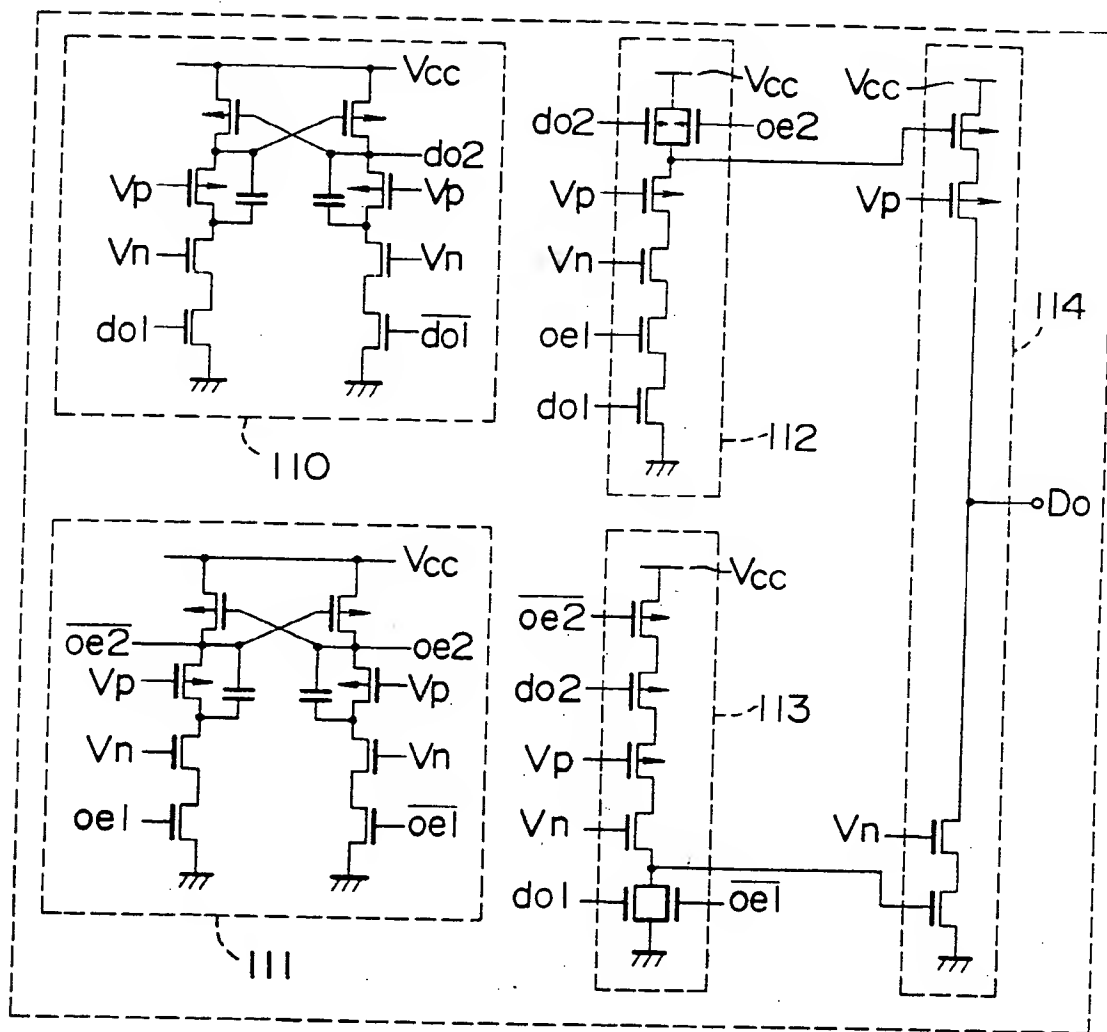 Vcc
do2
Vp
Vp
Vn
Vn
do1
d̅o̅1̅
110
Vcc
do2
oe2
Vp
Vn
oe1
do1
112
Vcc
Vp
114
Do
Vn
Vcc
o̅e̅2̅
oe2
Vp
Vp
Vn
Vn
oe1
o̅e̅1̅
111
Vcc
o̅e̅2̅
do2
Vp
Vn
do1
o̅e̅1̅
113